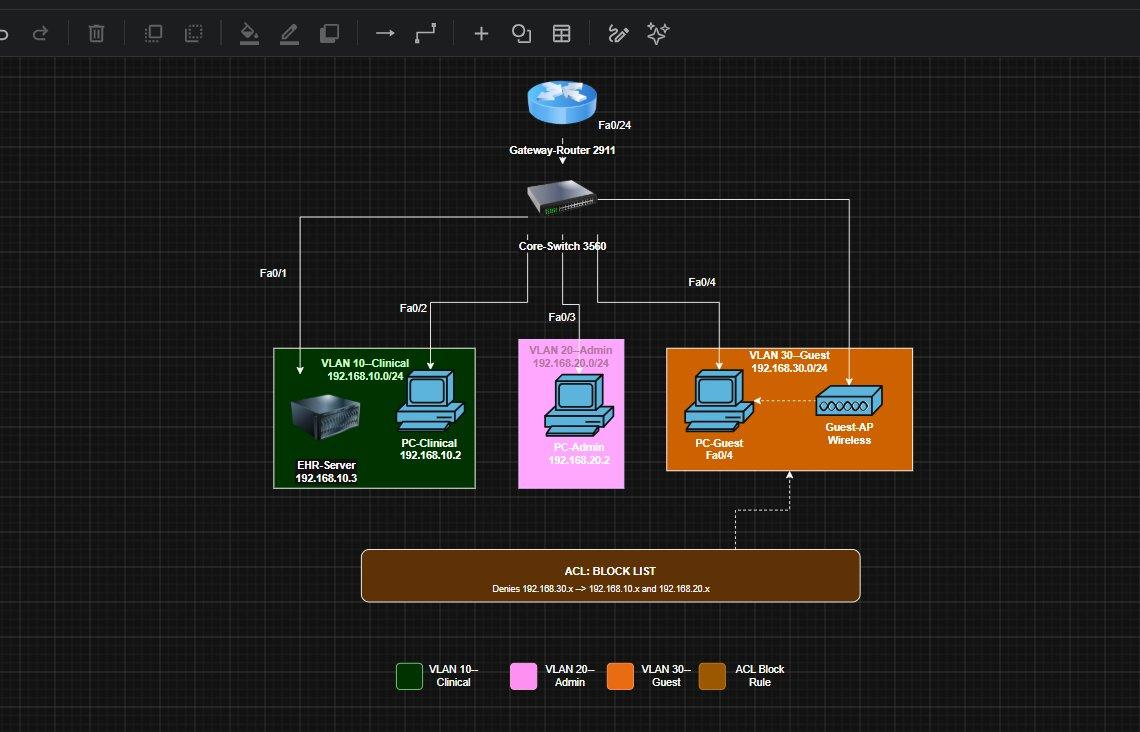 Fa0/24
Gateway-Router 2911
Core-Switch 3560
Fa0/1
Fa0/2
Fa0/3
Fa0/4
VLAN 10--Clinical
192.168.10.0/24
PC-Clinical
192.168.10.2
EHR-Server
192.168.10.3
VLAN 20--Admin
192.168.20.0/24
PC-Admin
192.168.20.2
VLAN 30--Guest
192.168.30.0/24
PC-Guest
Fa0/4
Guest-AP
Wireless
ACL: BLOCK LIST
Denies 192.168.30.x --> 192.168.10.x and 192.168.20.x
VLAN 10--
Clinical
VLAN 20--
Admin
VLAN 30--
Guest
ACL Block
Rule